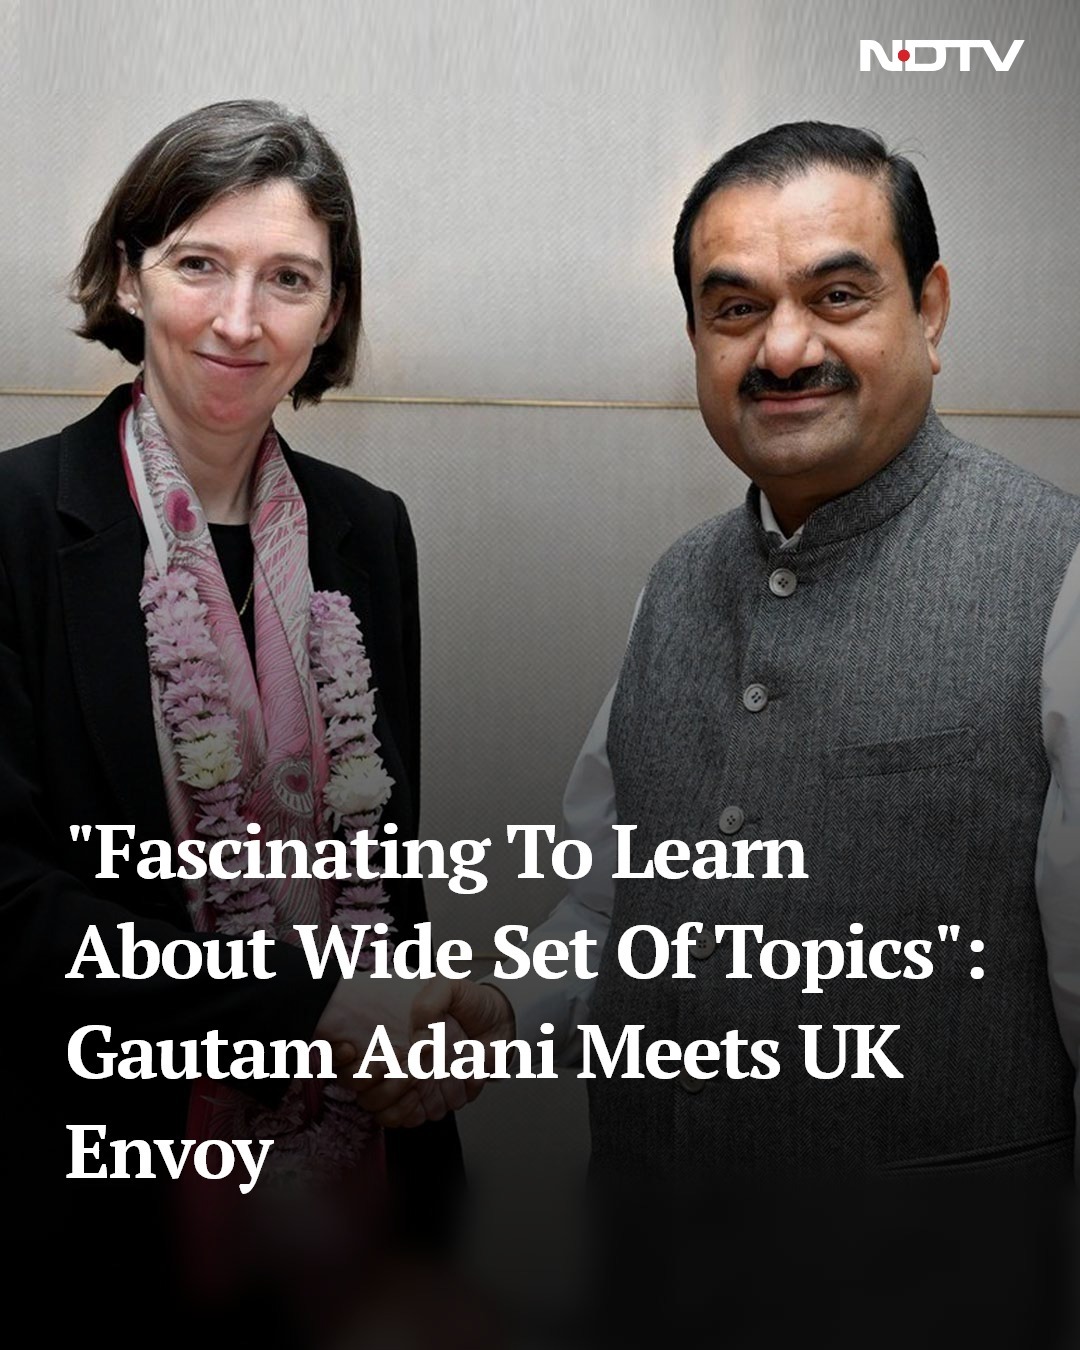 NDTV
"Fascinating To Learn
About Wide Set Of Topics":
Gautam Adani Meets UK
Envoy